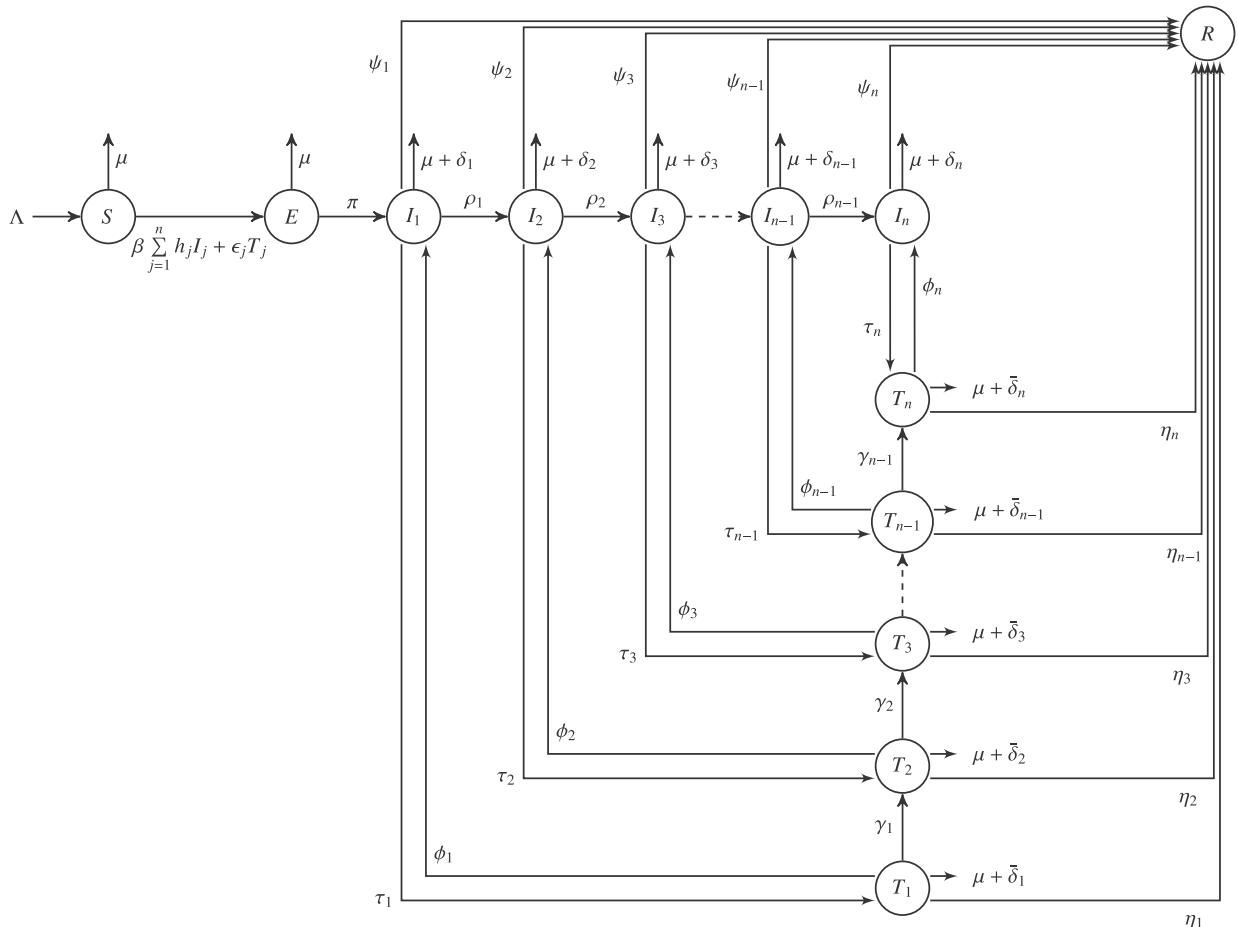 R
ψ₁
ψ₂
ψ₃
ψₙ₋₁
ψₙ
μ
μ
μ + δ₁
μ + δ₂
μ + δ₃
μ + δₙ₋₁
μ + δₙ
Λ
S
E
π
I₁
ρ₁
I₂
ρ₂
I₃
Iₙ₋₁
ρₙ₋₁
Iₙ
β ∑ⁿⱼ₌₁ hⱼIⱼ + ϵⱼTⱼ
ϕₙ
τₙ
Tₙ
μ + δ̄ₙ
ηₙ
γₙ₋₁
ϕₙ₋₁
Tₙ₋₁
μ + δ̄ₙ₋₁
τₙ₋₁
ηₙ₋₁
ϕ₃
T₃
μ + δ̄₃
τ₃
η₃
γ₂
ϕ₂
T₂
μ + δ̄₂
τ₂
η₂
γ₁
ϕ₁
T₁
μ + δ̄₁
τ₁
η₁